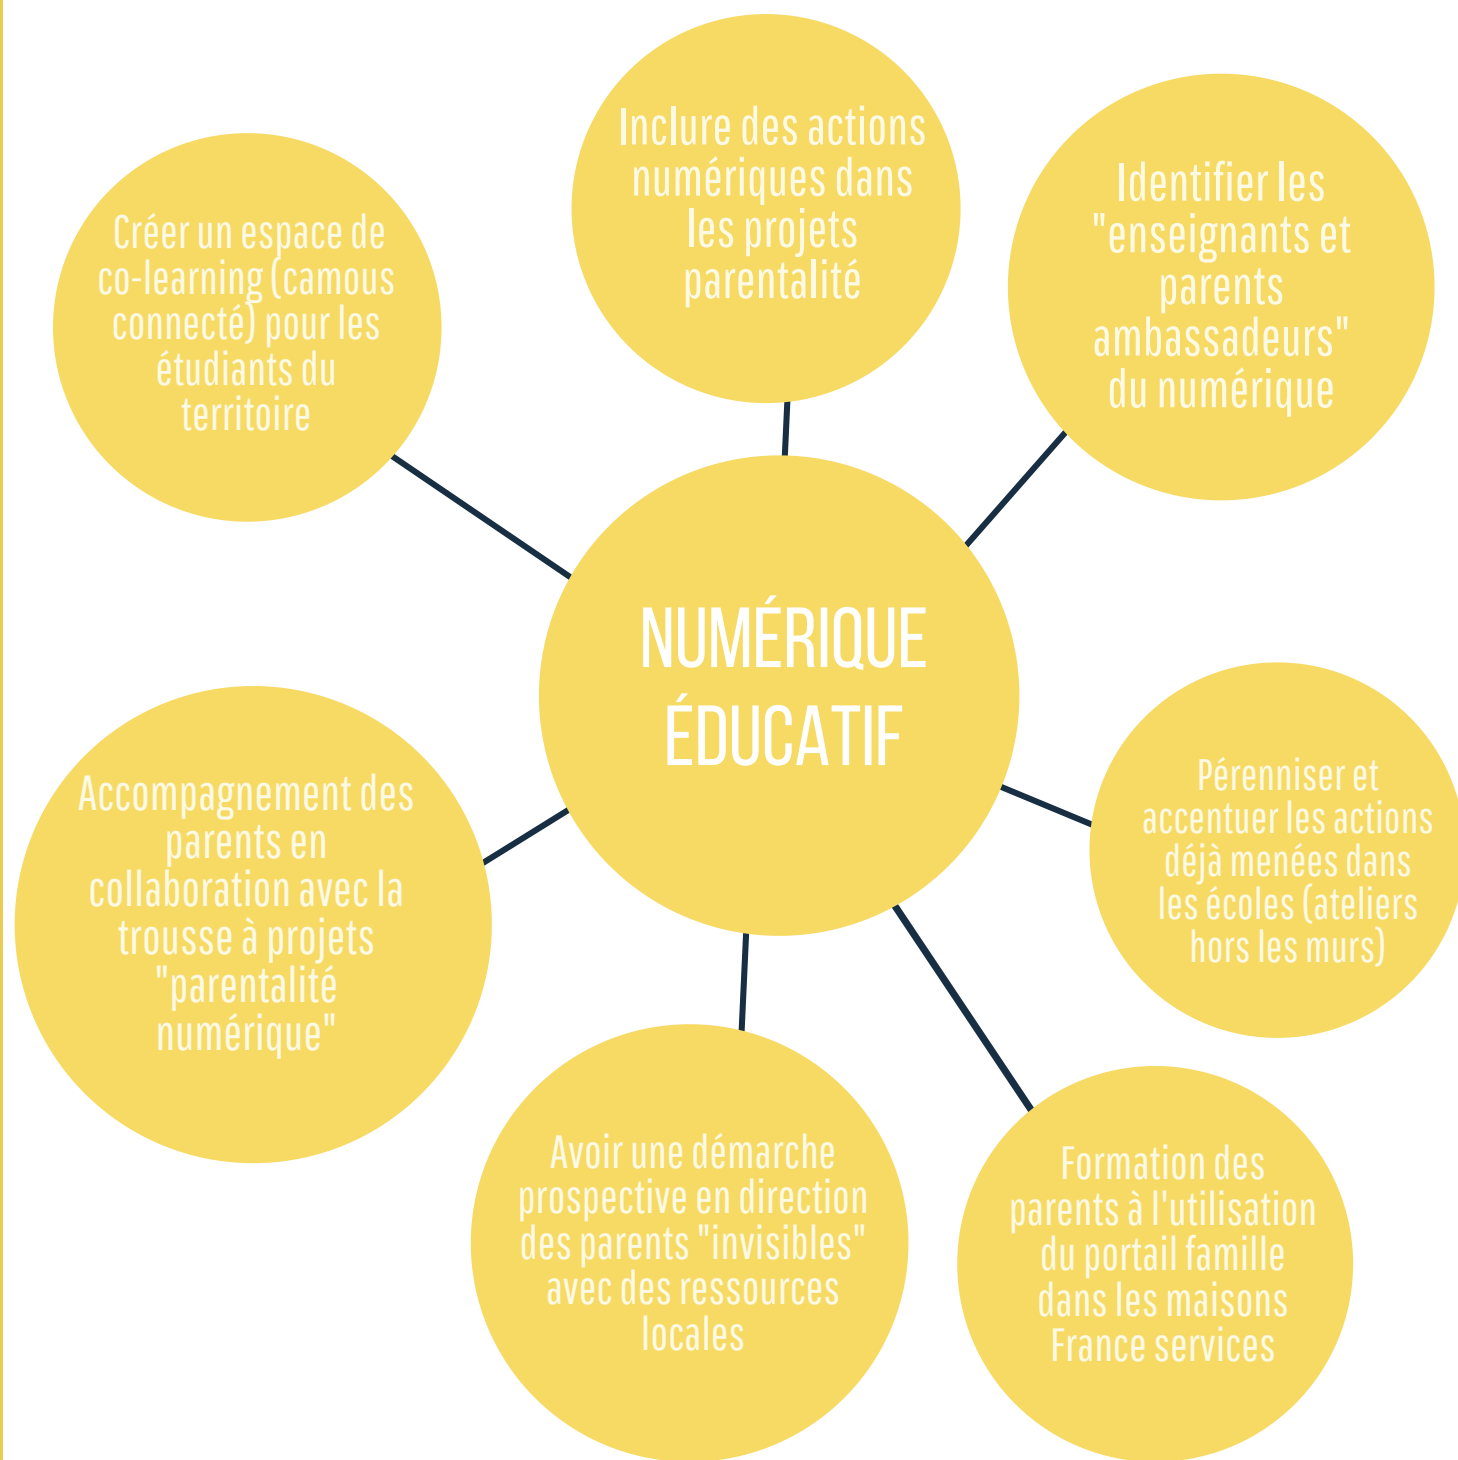 Inclure des actions
numériques dans
les projets
parentalité
Identifier les
"enseignants et
parents
ambassadeurs"
du numérique
Créer un espace de
co-learning (camous
connecté) pour les
étudiants du
territoire
NUMÉRIQUE
ÉDUCATIF
Pérenniser et
accentuer les actions
déjà menées dans
les écoles (ateliers
hors les murs)
Accompagnement des
parents en
collaboration avec la
trousse à projets
"parentalité
numérique"
Avoir une démarche
prospective en direction
des parents "invisibles"
avec des ressources
locales
Formation des
parents à l'utilisation
du portail famille
dans les maisons
France services